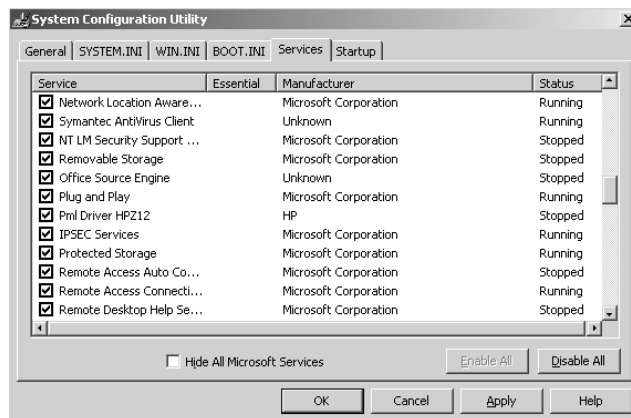 System Configuration Utility
General SYSTEM.INI WIN.INI BOOT.INI Services Startup
Service Essential Manufacturer Status
Network Location Aware... Microsoft Corporation Running
Symantec AntiVirus Client Unknown Running
NT LM Security Support ... Microsoft Corporation Stopped
Removable Storage Microsoft Corporation Stopped
Office Source Engine Unknown Stopped
Plug and Play Microsoft Corporation Running
Pml Driver HPZ12 HP Stopped
IPSEC Services Microsoft Corporation Running
Protected Storage Microsoft Corporation Running
Remote Access Auto Co... Microsoft Corporation Stopped
Remote Access Connecti... Microsoft Corporation Running
Remote Desktop Help Se... Microsoft Corporation Stopped
Hide All Microsoft Services Enable All Disable All
OK Cancel Apply Help